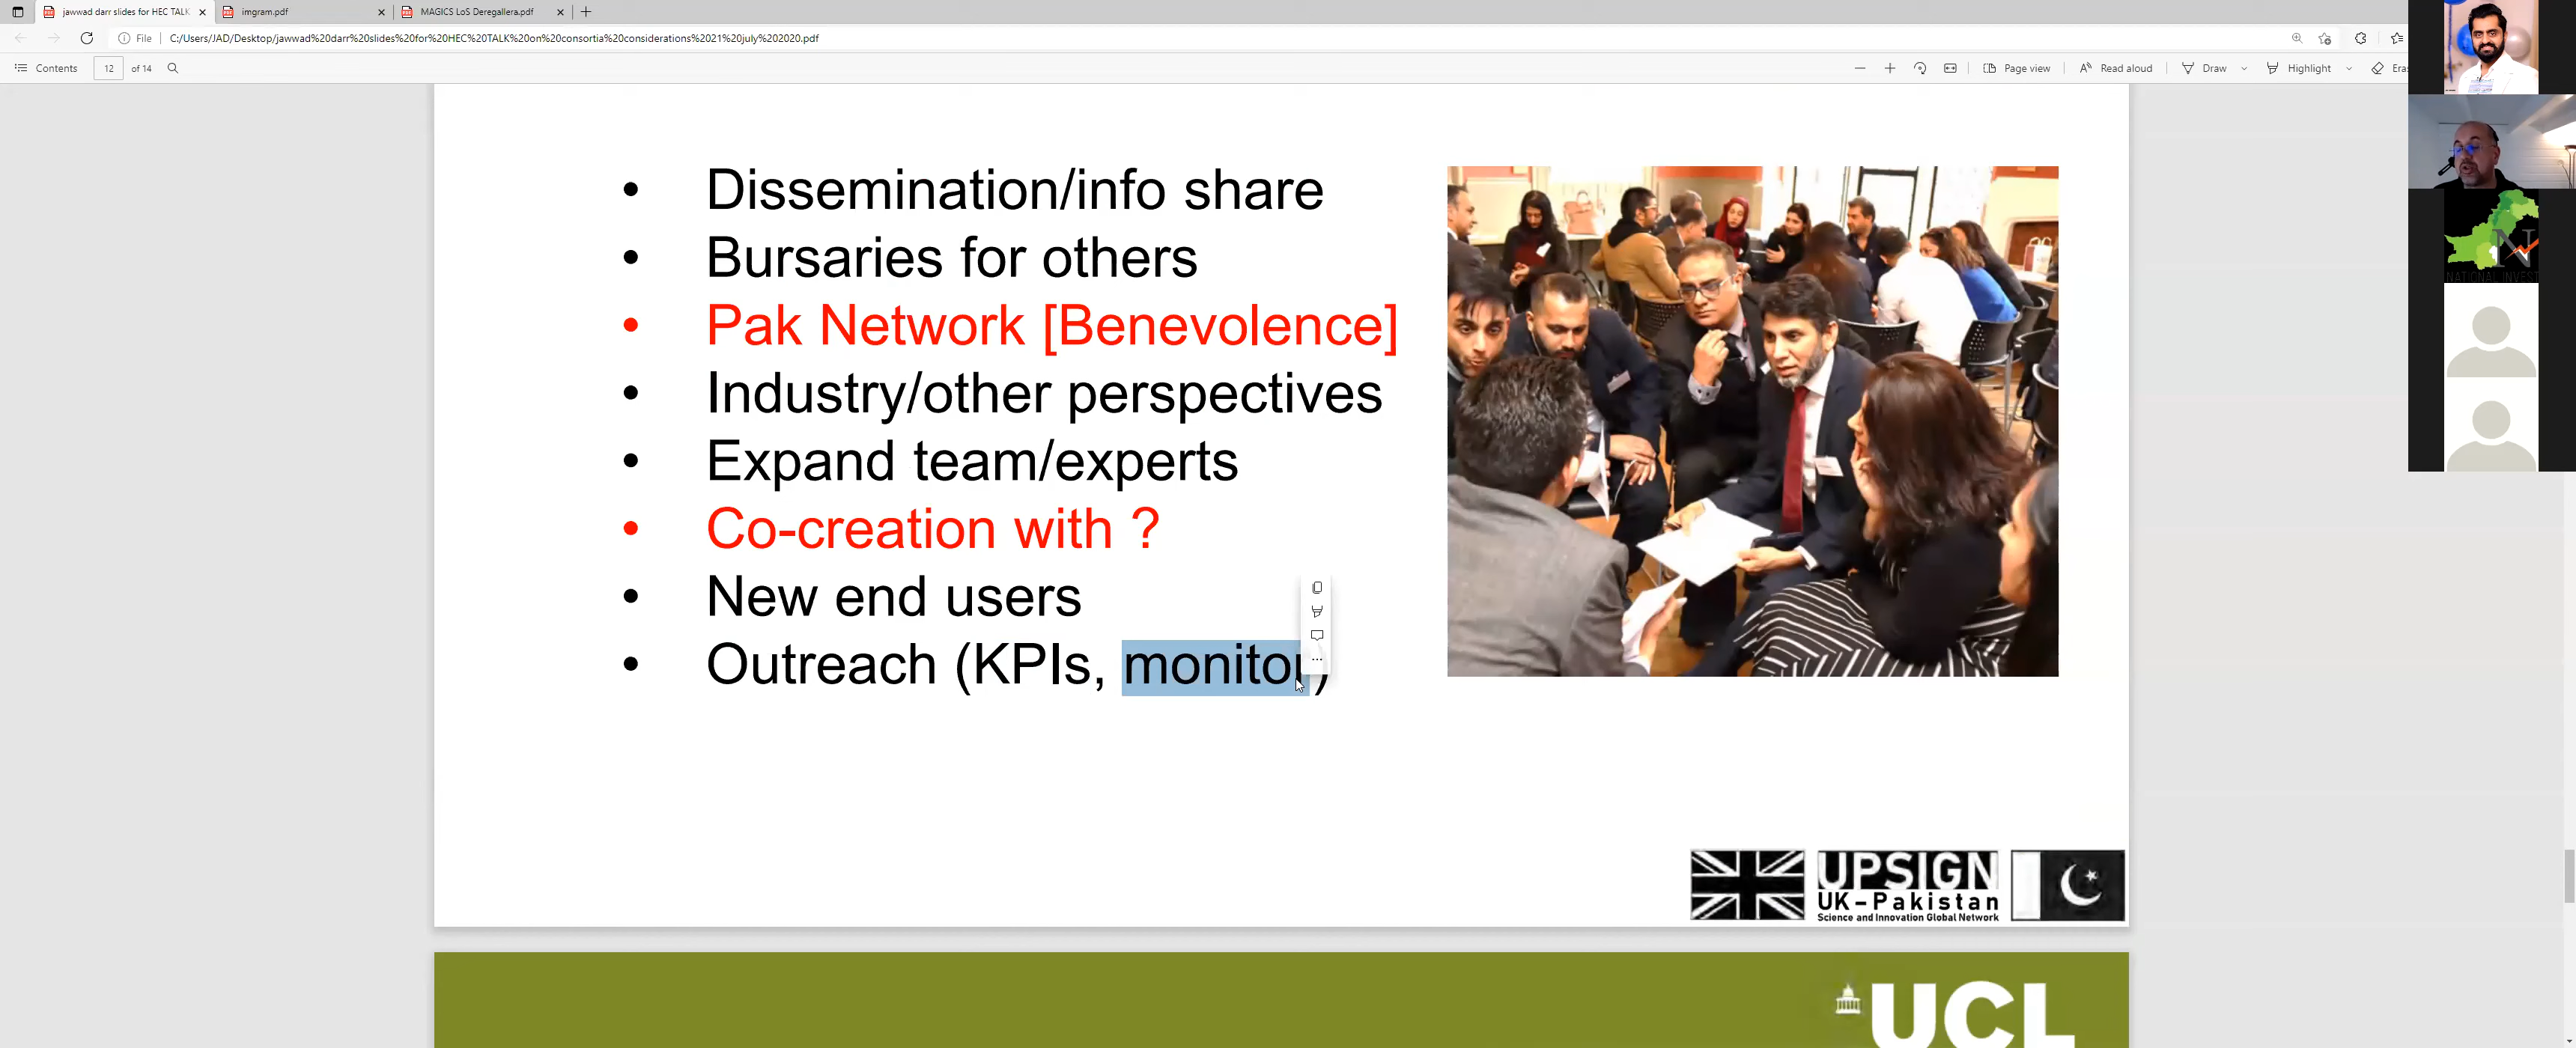 jawwad darr slides for HEC TALK
imgram.pdf
MAGICS LoS Deregallera.pdf
File
C:/Users/JAD/Desktop/jawwad%20darr%20slides%20for%20HEC%20TALK%20on%20consortia%20considerations%2021%20july%202020.pdf
Contents
12
of 14
Page view
Read aloud
Draw
Highlight
• Dissemination/info share
• Bursaries for others
• Pak Network [Benevolence]
• Industry/other perspectives
• Expand team/experts
• Co-creation with ?
• New end users
• Outreach (KPIs, monitor)
UPSIGN
UK-Pakistan
Science and Innovation Global Network
UCL
N
NATIONAL INVEST